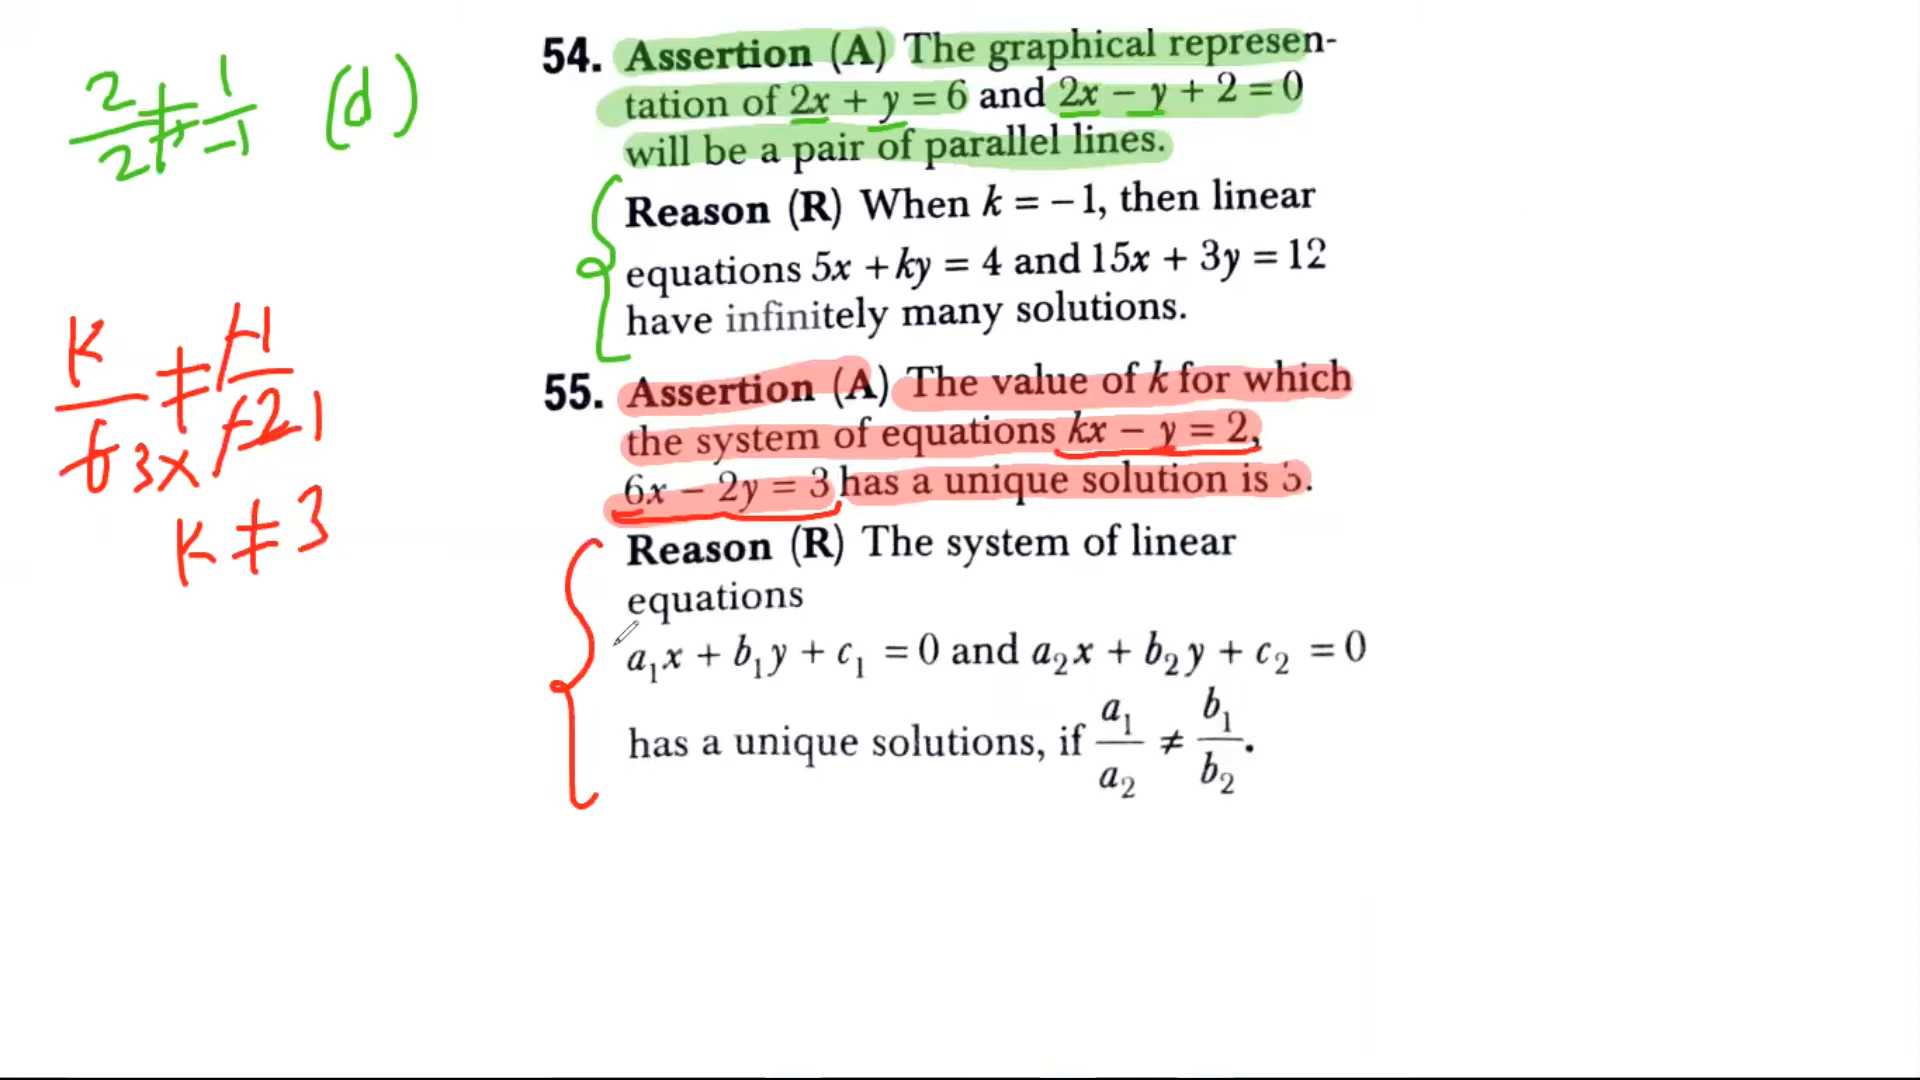 2/2 ≠ 1/-1 (d)
k/6 ≠ -1/-2 1
3x
k ≠ 3
54. Assertion (A) The graphical represen-
tation of 2x + y = 6 and 2x − y + 2 = 0
will be a pair of parallel lines.
Reason (R) When k = −1, then linear
equations 5x + ky = 4 and 15x + 3y = 12
have infinitely many solutions.
55. Assertion (A) The value of k for which
the system of equations kx − y = 2,
6x − 2y = 3 has a unique solution is 3.
Reason (R) The system of linear
equations
a₁x + b₁y + c₁ = 0 and a₂x + b₂y + c₂ = 0
has a unique solutions, if a₁/a₂ ≠ b₁/b₂.